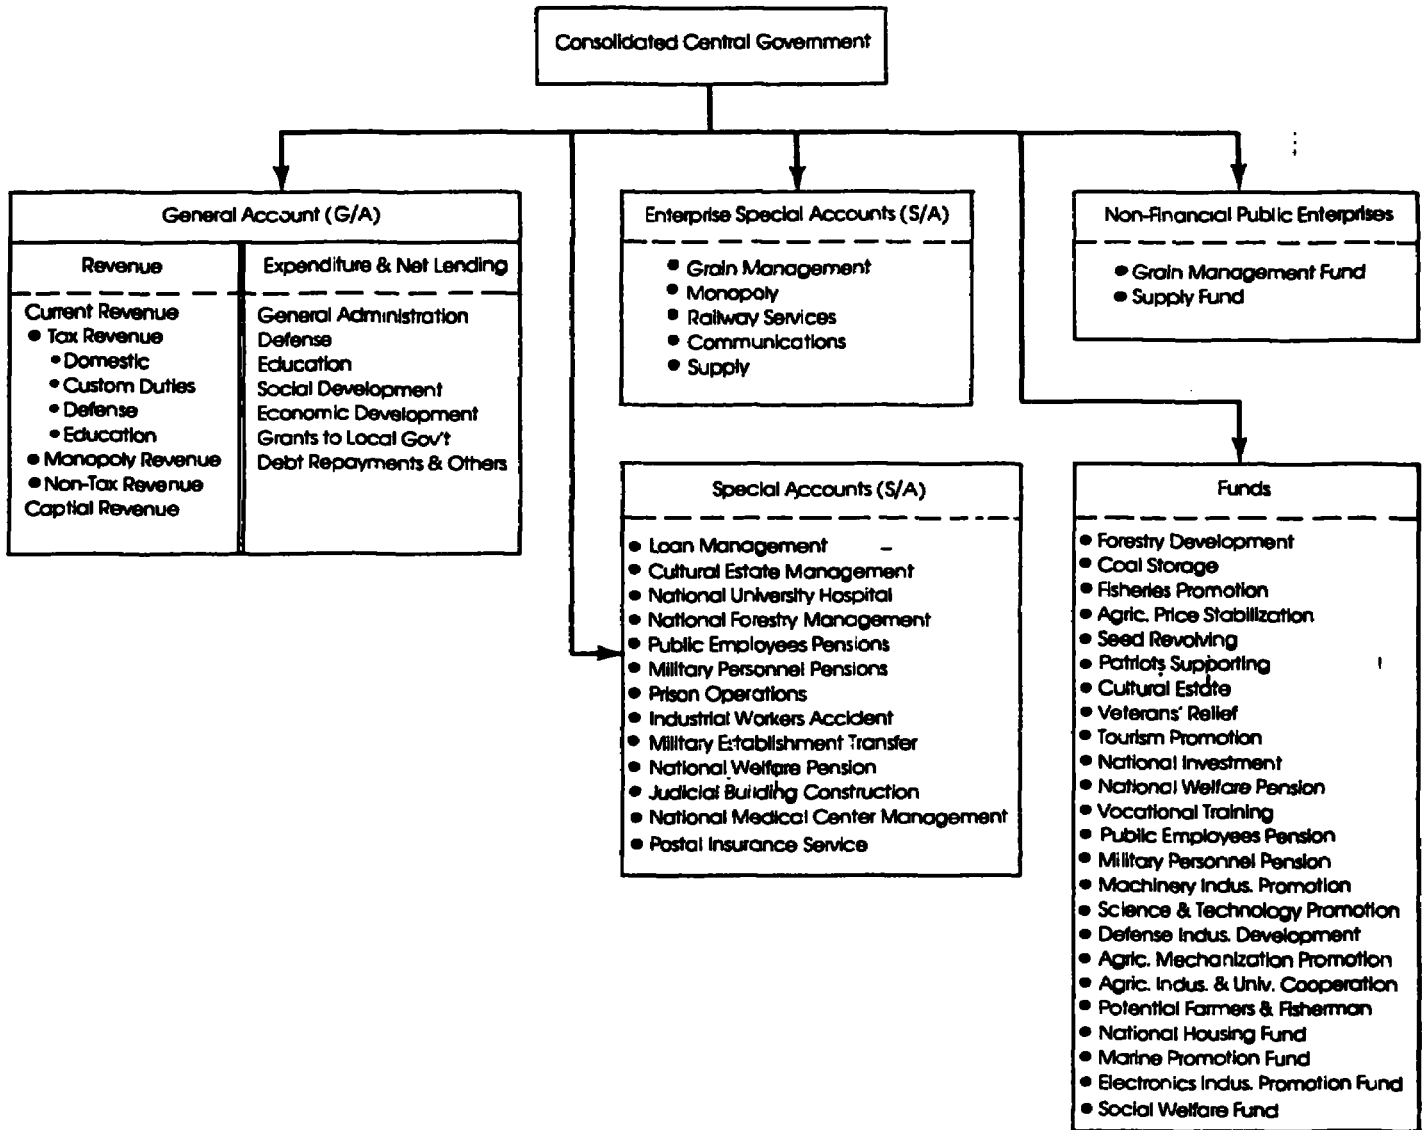 Consolidated Central Government
General Account (G/A)
Revenue
Current Revenue
• Tax Revenue
• Domestic
• Custom Duties
• Defense
• Education
• Monopoly Revenue
• Non-Tax Revenue
Captial Revenue
Expenditure & Net Lending
General Administration
Defense
Education
Social Development
Economic Development
Grants to Local Gov't
Debt Repayments & Others
Enterprise Special Accounts (S/A)
• Grain Management
• Monopoly
• Railway Services
• Communications
• Supply
Special Accounts (S/A)
• Loan Management
• Cultural Estate Management
• National University Hospital
• National Forestry Management
• Public Employees Pensions
• Military Personnel Pensions
• Prison Operations
• Industrial Workers Accident
• Military Establishment Transfer
• National Welfare Pension
• Judicial Building Construction
• National Medical Center Management
• Postal Insurance Service
Non-Financial Public Enterprises
• Grain Management Fund
• Supply Fund
Funds
• Forestry Development
• Coal Storage
• Fisheries Promotion
• Agric. Price Stabilization
• Seed Revolving
• Patriots Supporting
• Cultural Estate
• Veterans' Relief
• Tourism Promotion
• National Investment
• National Welfare Pension
• Vocational Training
• Public Employees Pension
• Military Personnel Pension
• Machinery Indus. Promotion
• Science & Technology Promotion
• Defense Indus. Development
• Agric. Mechanization Promotion
• Agric. Indus. & Univ. Cooperation
• Potential Farmers & Fisherman
• National Housing Fund
• Marine Promotion Fund
• Electronics Indus. Promotion Fund
• Social Welfare Fund